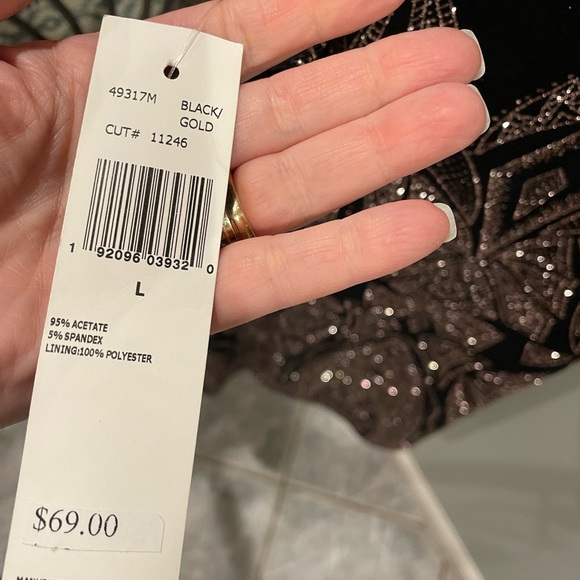 49317M BLACK/
GOLD
CUT# 11246
1 92096 03932 0
L
95% ACETATE
5% SPANDEX
LINING:100% POLYESTER
$69.00